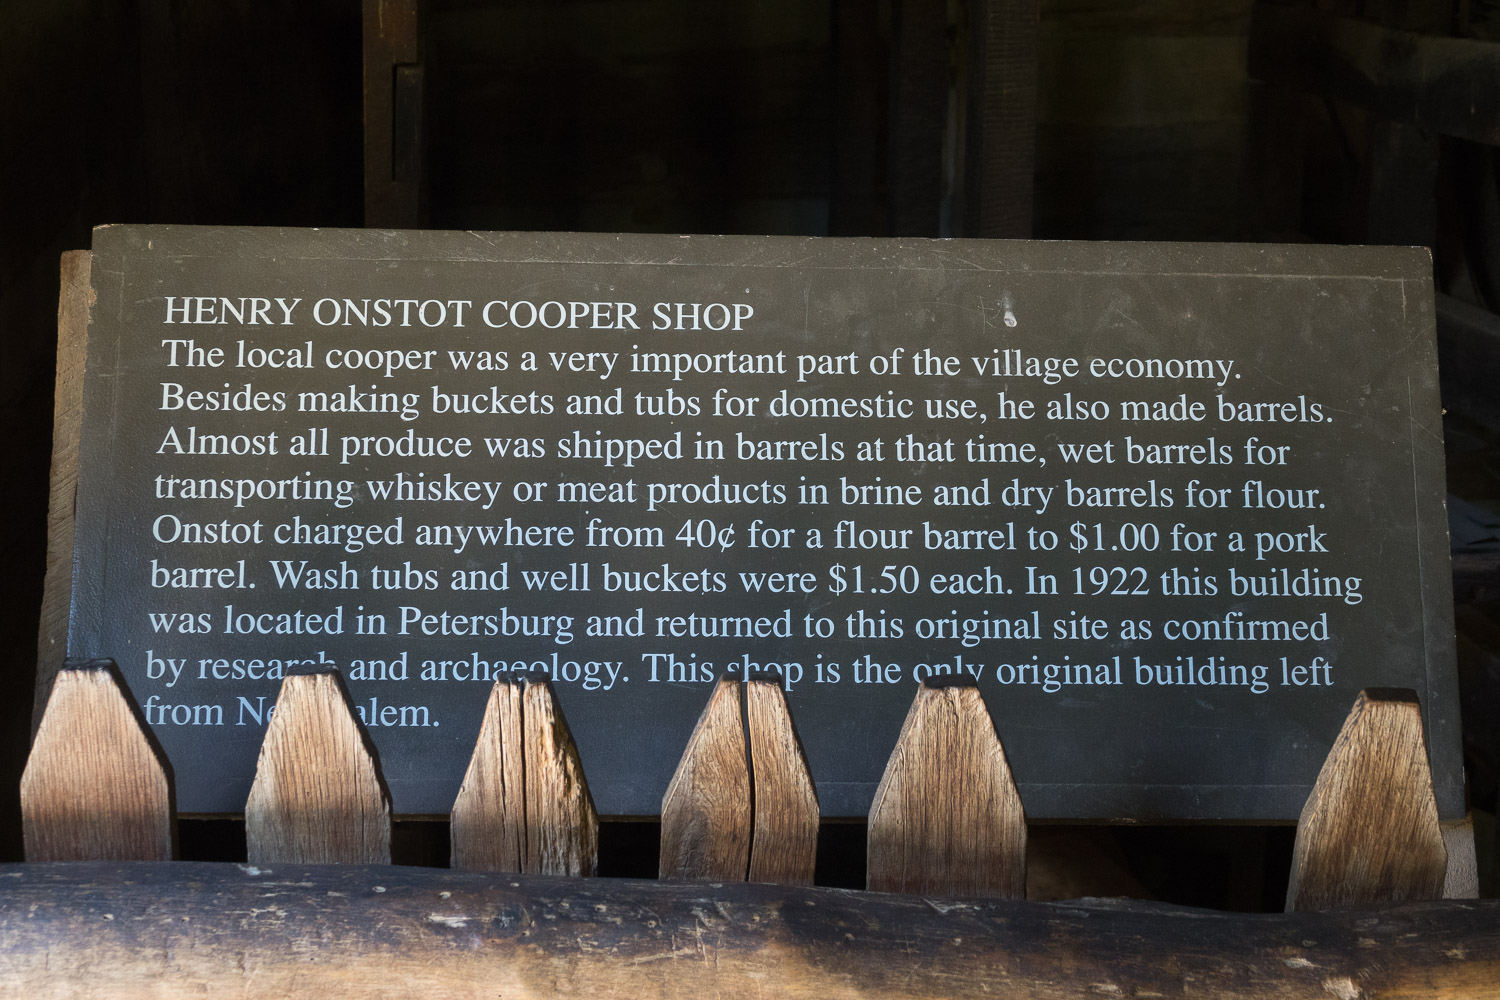 HENRY ONSTOT COOPER SHOP
The local cooper was a very important part of the village economy.
Besides making buckets and tubs for domestic use, he also made barrels.
Almost all produce was shipped in barrels at that time, wet barrels for
transporting whiskey or meat products in brine and dry barrels for flour.
Onstot charged anywhere from 40¢ for a flour barrel to $1.00 for a pork
barrel. Wash tubs and well buckets were $1.50 each. In 1922 this building
was located in Petersburg and returned to this original site as confirmed
by research and archaeology. This shop is the only original building left
from New Salem.